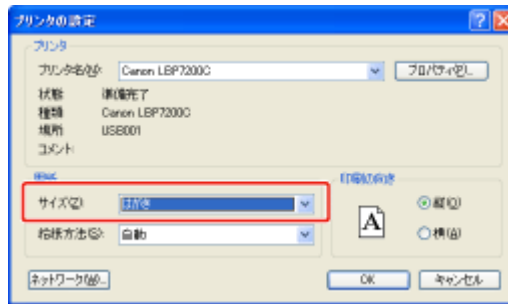 プリンタの設定
プリンタ
プリンタ名(N): Canon LBP7200C プロパティ(P)...
状態 準備完了
種類 Canon LBP7200C
場所 USB001
コメント
用紙
サイズ(Z): はがき
給紙方法(S): 自動
印刷の向き
A
縦(O)
横(A)
ネットワーク(W)...
OK
キャンセル